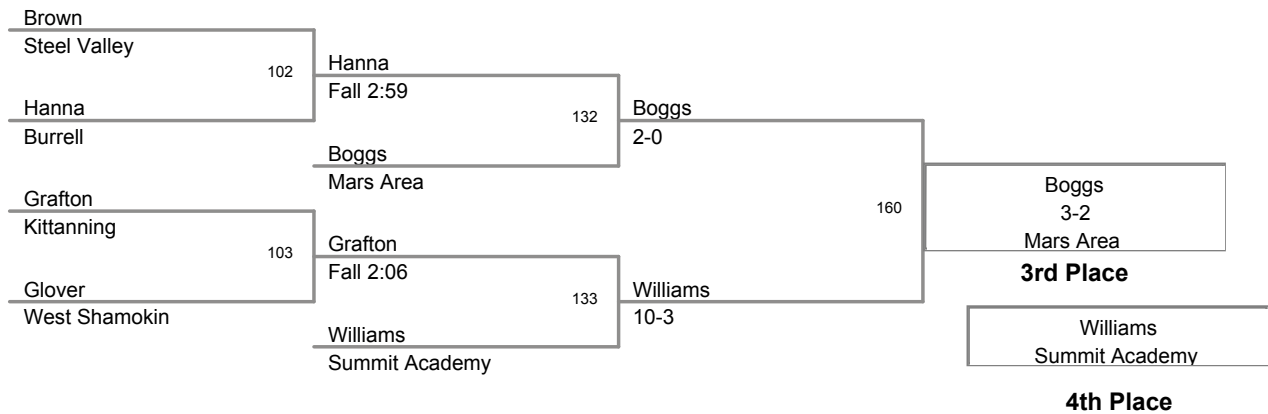 Brown
Steel Valley
102
Hanna
Fall 2:59
Hanna
Burrell
132
Boggs
2-0
Boggs
Mars Area
Grafton
Kittanning
103
Grafton
Fall 2:06
Glover
West Shamokin
133
Williams
10-3
Williams
Summit Academy
160
Boggs
3-2
Mars Area
3rd Place
Williams
Summit Academy
4th Place